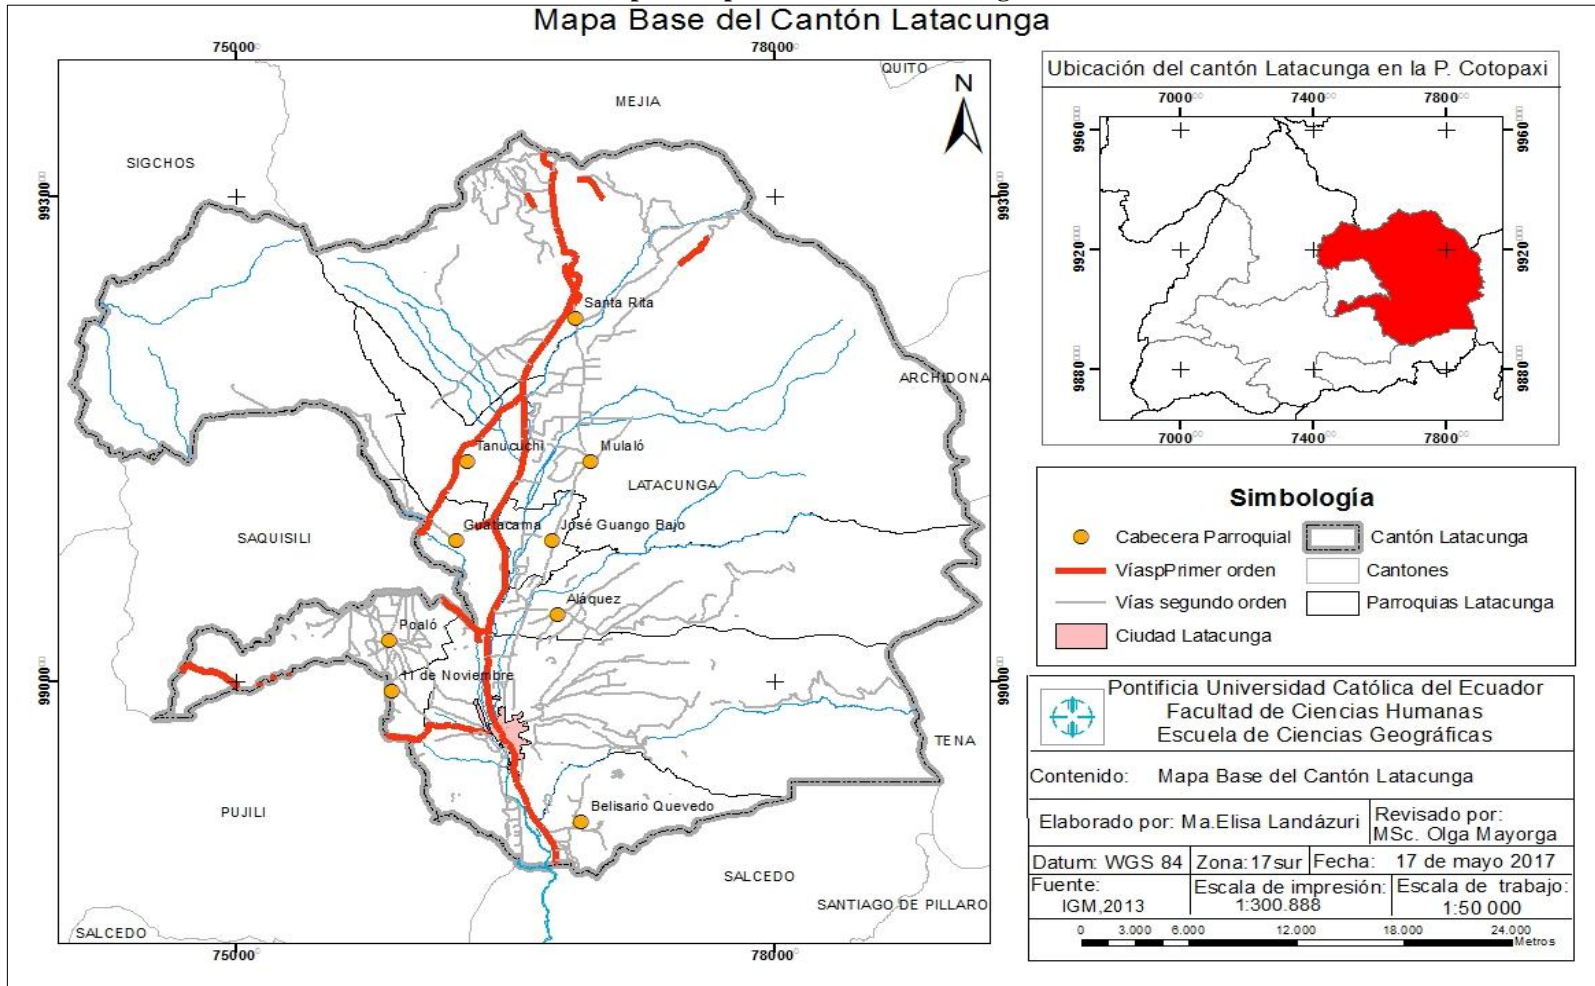 Mapa Base del Cantón Latacunga
75000
78000
QUITO
MEJIA
N
SIGCHOS
99300
99300
Santa Rita
ARCHIDONA
Tanucuchi
Mulaló
LATACUNGA
Guatacama
José Guango Bajo
SAQUISILI
Aláquez
Poaló
11 de Noviembre
99000
99000
TENA
PUJILI
Belisario Quevedo
SALCEDO
SANTIAGO DE PILLARO
SALCEDO
75000
78000
Ubicación del cantón Latacunga en la P. Cotopaxi
7000
7400
7800
9960
9960
9920
9920
9880
9880
7000
7400
7800
Simbología
Cabecera Parroquial
Cantón Latacunga
VíaspPrimer orden
Cantones
Vías segundo orden
Parroquias Latacunga
Ciudad Latacunga
Pontificia Universidad Católica del Ecuador
Facultad de Ciencias Humanas
Escuela de Ciencias Geográficas
Contenido: Mapa Base del Cantón Latacunga
Elaborado por: Ma.Elisa Landázuri
Revisado por:
MSc. Olga Mayorga
Datum: WGS 84
Zona:17sur
Fecha: 17 de mayo 2017
Fuente:
IGM,2013
Escala de impresión:
1:300.888
Escala de trabajo:
1:50 000
0 3.000 6.000 12.000 18.000 24.000
Metros